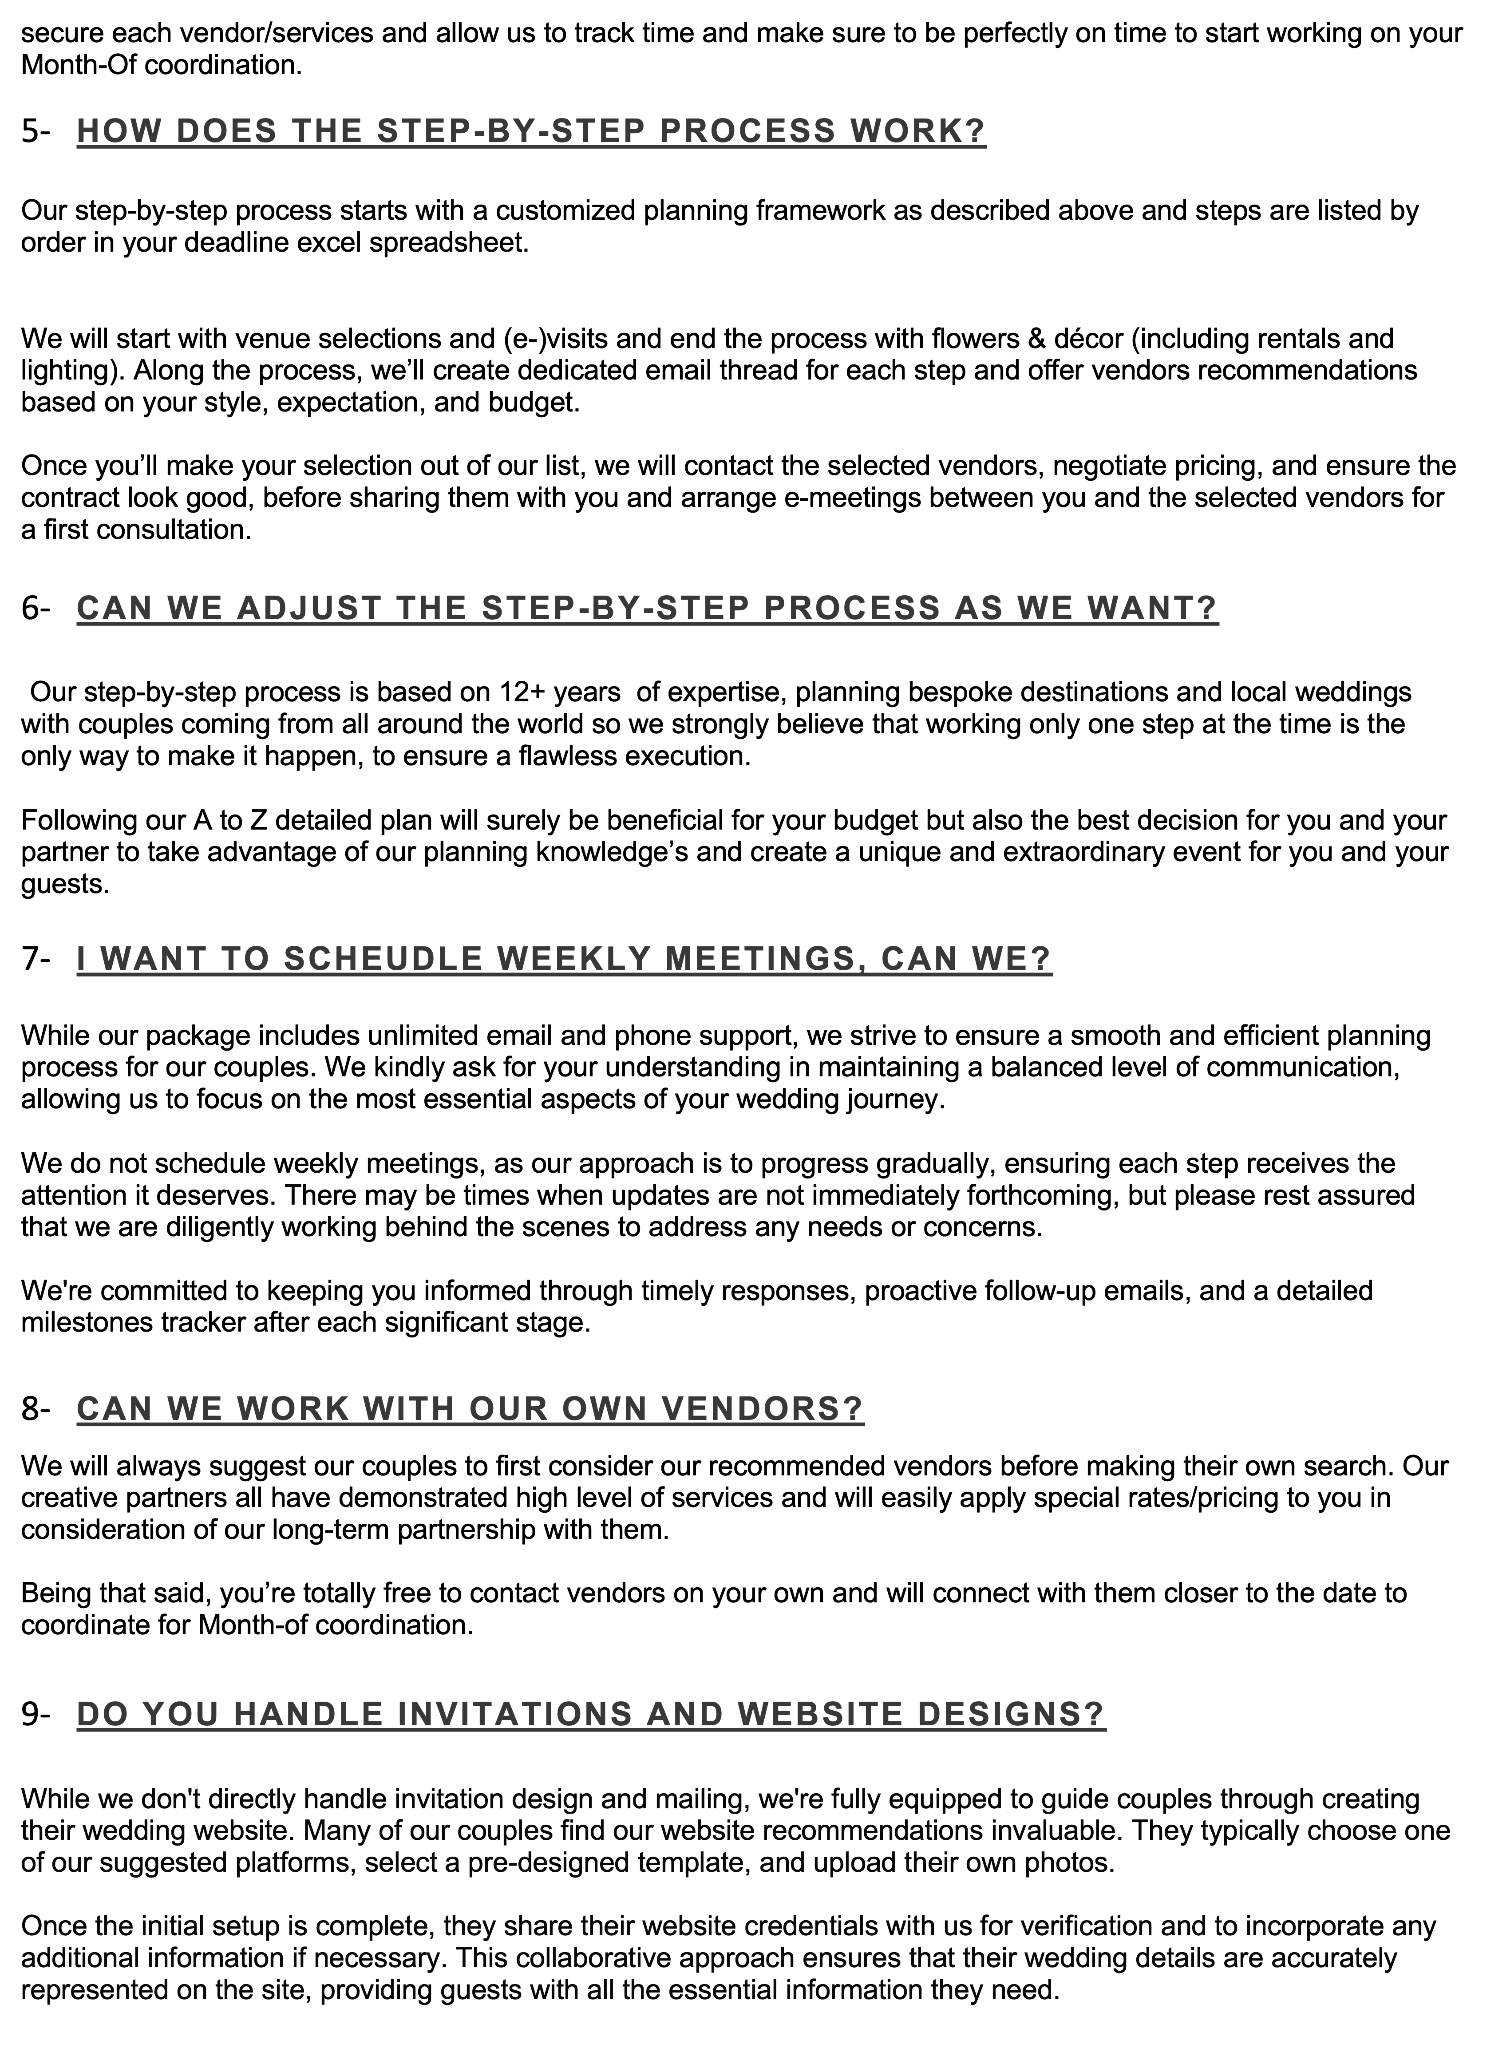 secure each vendor/services and allow us to track time and make sure to be perfectly on time to start working on your
Month-Of coordination.
5- HOW DOES THE STEP-BY-STEP PROCESS WORK?
Our step-by-step process starts with a customized planning framework as described above and steps are listed by
order in your deadline excel spreadsheet.
We will start with venue selections and (e-)visits and end the process with flowers & décor (including rentals and
lighting). Along the process, we’ll create dedicated email thread for each step and offer vendors recommendations
based on your style, expectation, and budget.
Once you’ll make your selection out of our list, we will contact the selected vendors, negotiate pricing, and ensure the
contract look good, before sharing them with you and arrange e-meetings between you and the selected vendors for
a first consultation.
6- CAN WE ADJUST THE STEP-BY-STEP PROCESS AS WE WANT?
Our step-by-step process is based on 12+ years  of expertise, planning bespoke destinations and local weddings
with couples coming from all around the world so we strongly believe that working only one step at the time is the
only way to make it happen, to ensure a flawless execution.
Following our A to Z detailed plan will surely be beneficial for your budget but also the best decision for you and your
partner to take advantage of our planning knowledge’s and create a unique and extraordinary event for you and your
guests.
7- I WANT TO SCHEUDLE WEEKLY MEETINGS, CAN WE?
While our package includes unlimited email and phone support, we strive to ensure a smooth and efficient planning
process for our couples. We kindly ask for your understanding in maintaining a balanced level of communication,
allowing us to focus on the most essential aspects of your wedding journey.
We do not schedule weekly meetings, as our approach is to progress gradually, ensuring each step receives the
attention it deserves. There may be times when updates are not immediately forthcoming, but please rest assured
that we are diligently working behind the scenes to address any needs or concerns.
We're committed to keeping you informed through timely responses, proactive follow-up emails, and a detailed
milestones tracker after each significant stage.
8- CAN WE WORK WITH OUR OWN VENDORS?
We will always suggest our couples to first consider our recommended vendors before making their own search. Our
creative partners all have demonstrated high level of services and will easily apply special rates/pricing to you in
consideration of our long-term partnership with them.
Being that said, you’re totally free to contact vendors on your own and will connect with them closer to the date to
coordinate for Month-of coordination.
9- DO YOU HANDLE INVITATIONS AND WEBSITE DESIGNS?
While we don't directly handle invitation design and mailing, we're fully equipped to guide couples through creating
their wedding website. Many of our couples find our website recommendations invaluable. They typically choose one
of our suggested platforms, select a pre-designed template, and upload their own photos.
Once the initial setup is complete, they share their website credentials with us for verification and to incorporate any
additional information if necessary. This collaborative approach ensures that their wedding details are accurately
represented on the site, providing guests with all the essential information they need.